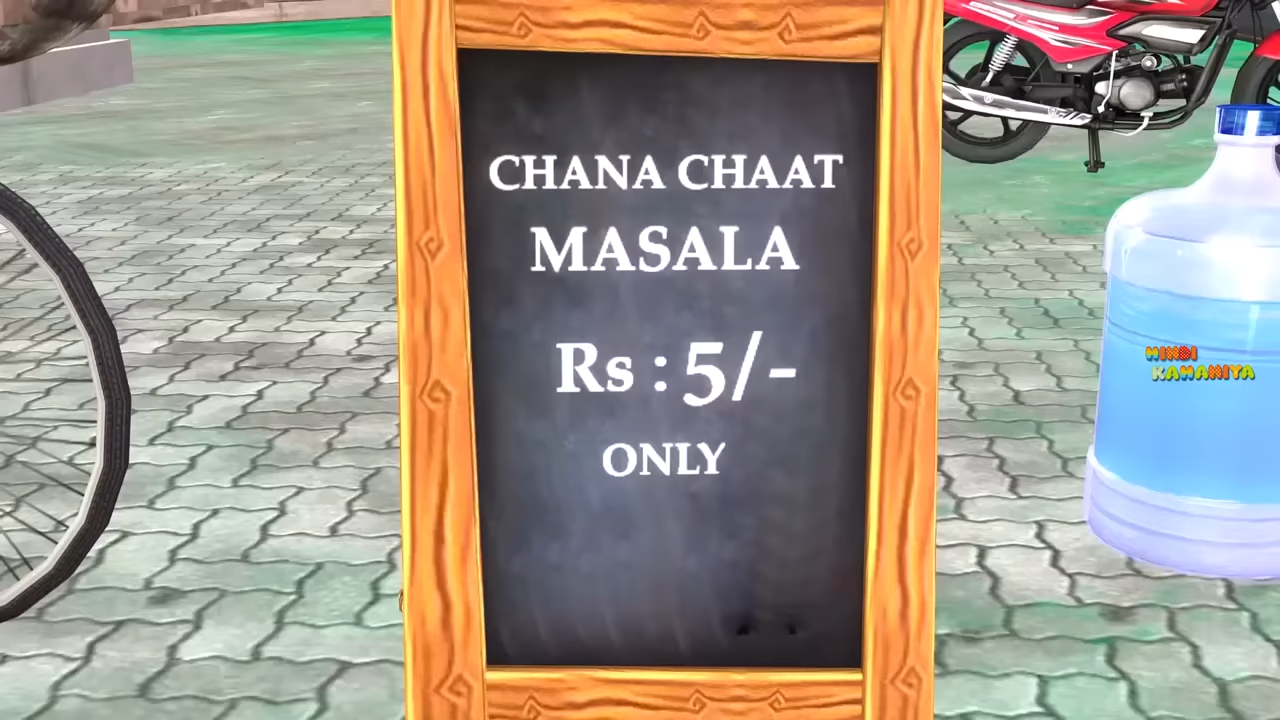 CHANA CHAAT
MASALA
Rs : 5/-
ONLY
HINDI
KAHANIYA